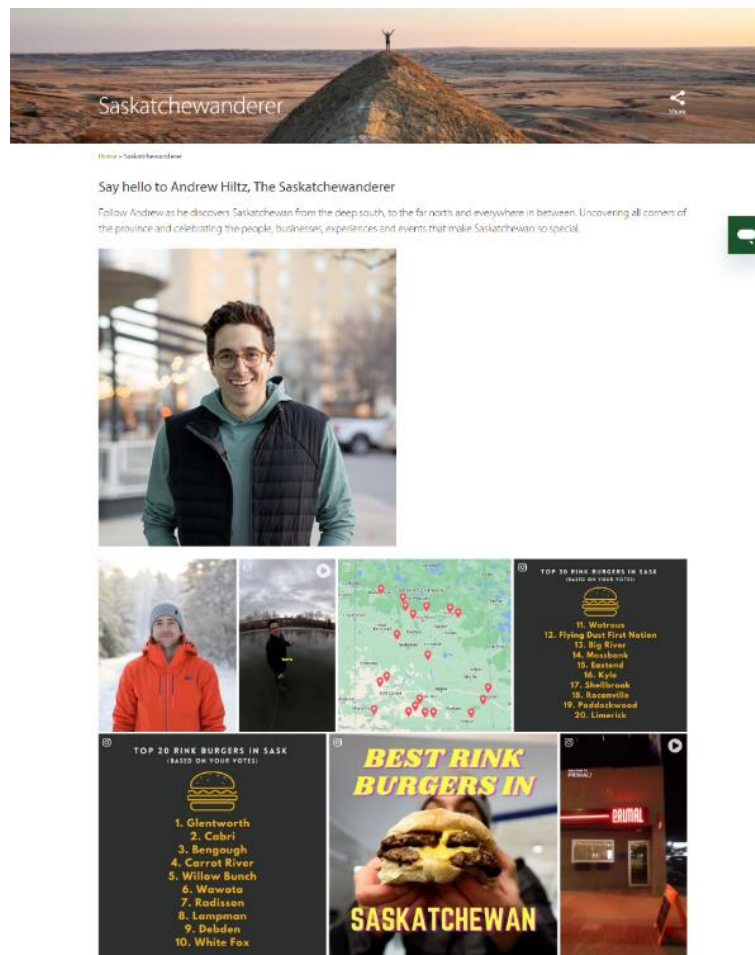 Saskatchewanderer
Share
Home > Saskatchewanderer
Say hello to Andrew Hiltz, The Saskatchewanderer
Follow Andrew as he discovers Saskatchewan from the deep south, to the far north and everywhere in between. Uncovering all corners of
the province and celebrating the people, businesses, experiences and events that make Saskatchewan so special.
TOP 20 RINK BURGERS IN SASK
(BASED ON YOUR VOTES)
11. Watrous
12. Flying Dust First Nation
13. Big River
14. Mossbank
15. Eastend
16. Kyle
17. Shellbrook
18. Rocanville
19. Paddockwood
20. Limerick
TOP 20 RINK BURGERS IN SASK
(BASED ON YOUR VOTES)
1. Glentworth
2. Cabri
3. Bengough
4. Carrot River
5. Willow Bunch
6. Wawota
7. Radisson
8. Lampman
9. Debden
10. White Fox
BEST RINK
BURGERS IN
SASKATCHEWAN
PRIMAL
PRIMAL